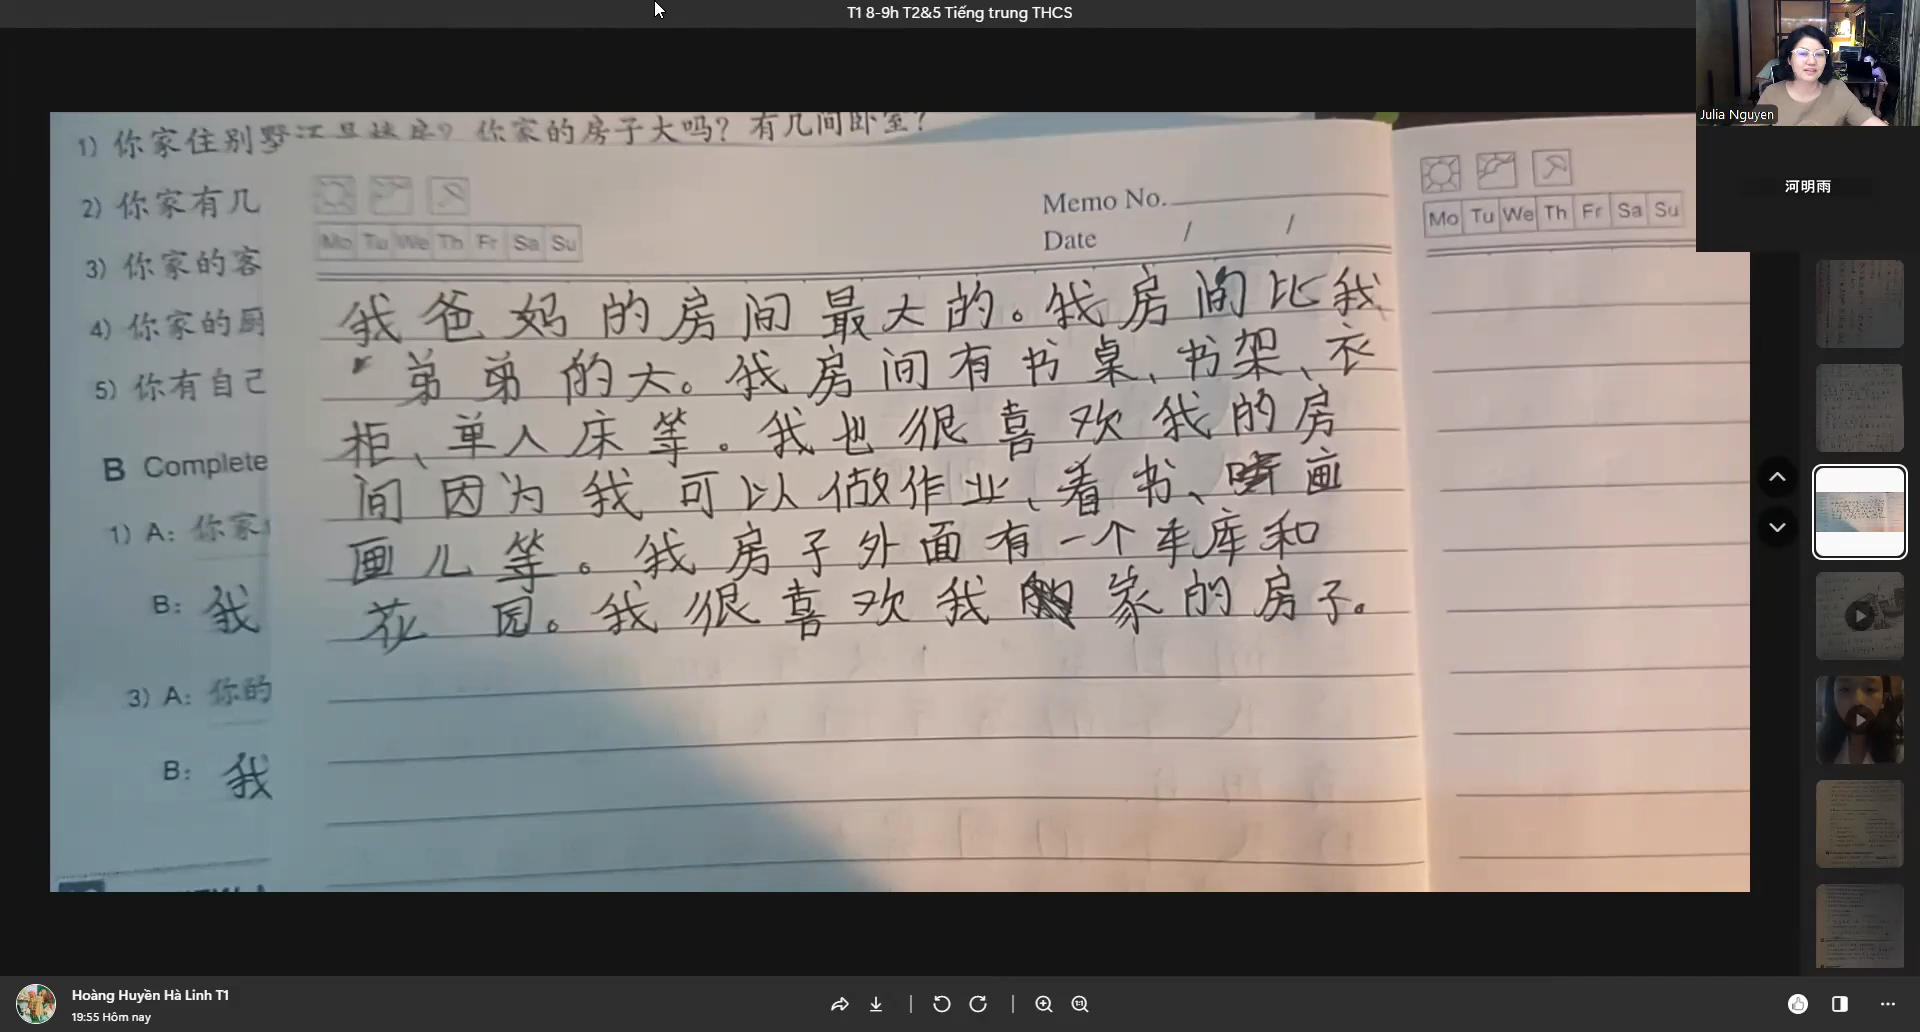 T1 8-9h T2&5 Tiếng trung THCS
Julia Nguyen
河明雨
1) 你家住别墅还是楼房？你家的房子大吗？有几间卧室？
2) 你家有几
3) 你家的客
4) 你家的厨
5) 你有自己
B Complete
1) A: 你家
B: 我
3) A: 你的
B: 我
Mo Tu We Th Fr Sa Su
Memo No.
Date / /
我爸妈的房间最大的。我房间比我
弟弟的大。我房间有书桌、书架、衣
柜、单人床等。我也很喜欢我的房
间因为我可以做作业、看书、画
画儿等。我房子外面有一个车库和
花园。我很喜欢我家的房子。
Mo Tu We Th Fr Sa Su
Hoàng Huyền Hà Linh T1
19:55 Hôm nay